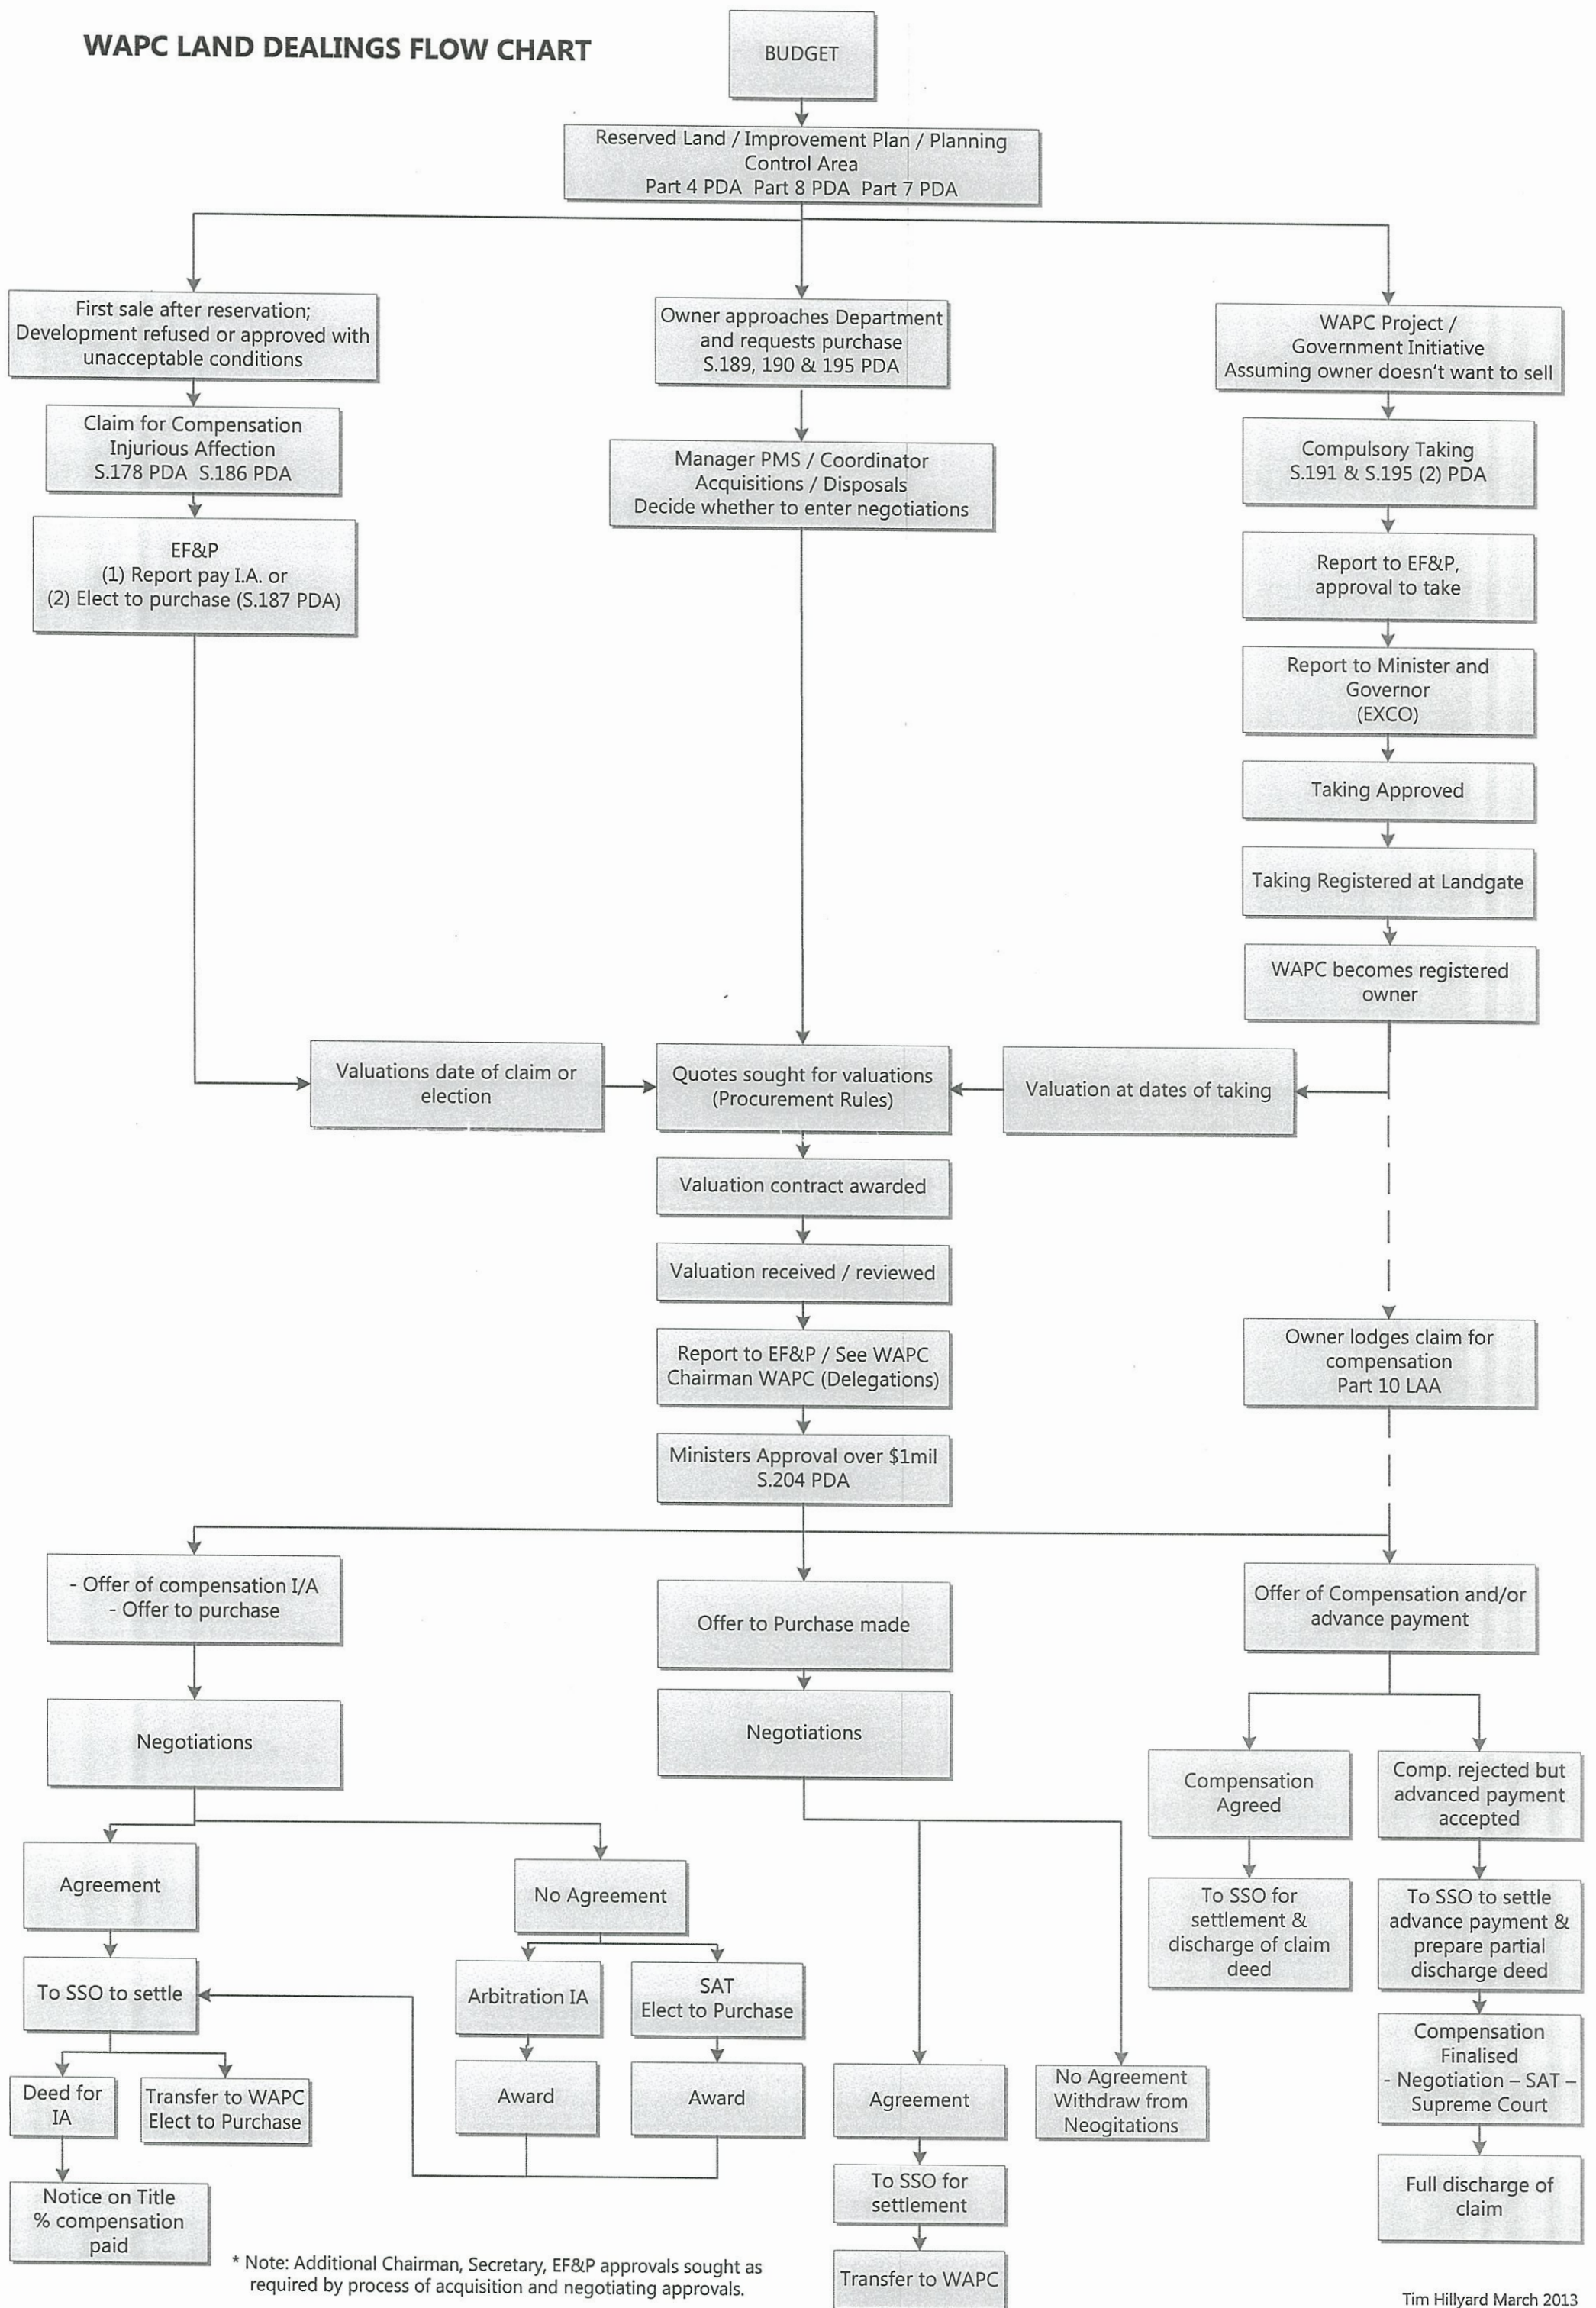 WAPC LAND DEALINGS FLOW CHART
BUDGET
Reserved Land / Improvement Plan / Planning
Control Area
Part 4 PDA Part 8 PDA Part 7 PDA
First sale after reservation;
Development refused or approved with
unacceptable conditions
Claim for Compensation
Injurious Affection
S.178 PDA S.186 PDA
EF&P
(1) Report pay I.A. or
(2) Elect to purchase (S.187 PDA)
Owner approaches Department
and requests purchase
S.189, 190 & 195 PDA
Manager PMS / Coordinator
Acquisitions / Disposals
Decide whether to enter negotiations
WAPC Project /
Government Initiative
Assuming owner doesn't want to sell
Compulsory Taking
S.191 & S.195 (2) PDA
Report to EF&P,
approval to take
Report to Minister and
Governor
(EXCO)
Taking Approved
Taking Registered at Landgate
WAPC becomes registered
owner
Valuations date of claim or
election
Quotes sought for valuations
(Procurement Rules)
Valuation at dates of taking
Valuation contract awarded
Valuation received / reviewed
Report to EF&P / See WAPC
Chairman WAPC (Delegations)
Ministers Approval over $1mil
S.204 PDA
Owner lodges claim for
compensation
Part 10 LAA
- Offer of compensation I/A
- Offer to purchase
Negotiations
Agreement
No Agreement
To SSO to settle
Arbitration IA
SAT
Elect to Purchase
Deed for
IA
Transfer to WAPC
Elect to Purchase
Award
Award
Notice on Title
% compensation
paid
Offer to Purchase made
Negotiations
Agreement
No Agreement
Withdraw from
Neogitations
To SSO for
settlement
Transfer to WAPC
Offer of Compensation and/or
advance payment
Compensation
Agreed
Comp. rejected but
advanced payment
accepted
To SSO for
settlement &
discharge of claim
deed
To SSO to settle
advance payment &
prepare partial
discharge deed
Compensation
Finalised
- Negotiation – SAT –
Supreme Court
Full discharge of
claim
* Note: Additional Chairman, Secretary, EF&P approvals sought as
required by process of acquisition and negotiating approvals.
Tim Hillyard March 2013